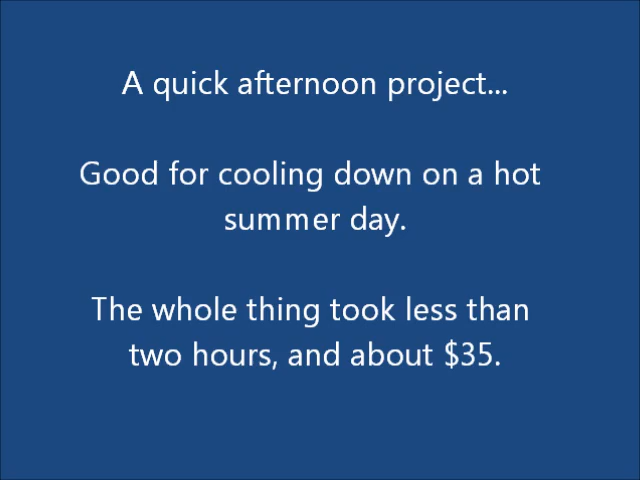 A quick afternoon project...
Good for cooling down on a hot
summer day.
The whole thing took less than
two hours, and about $35.